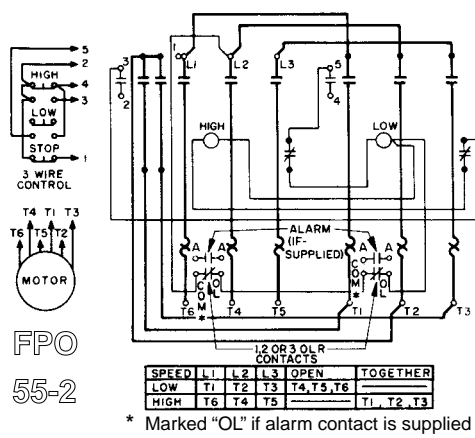 5
2
HIGH
4
3
LOW
STOP
1
3 WIRE
CONTROL
T4 T1 T3
T6 T5 T2
MOTOR
FPO
55-2
3
2
1
L1
L2
L3
5
4
HIGH
LOW
A A ALARM A A
(IF-
SUPPLIED)
COM*
OL
COM*
OL
T6 T4 T5 T1 T2 T3
1,2 OR 3 OLR
CONTACTS
SPEED L1 L2 L3 OPEN TOGETHER
LOW T1 T2 T3 T4,T5,T6
HIGH T6 T4 T5 T1,T2,T3
* Marked "OL" if alarm contact is supplied